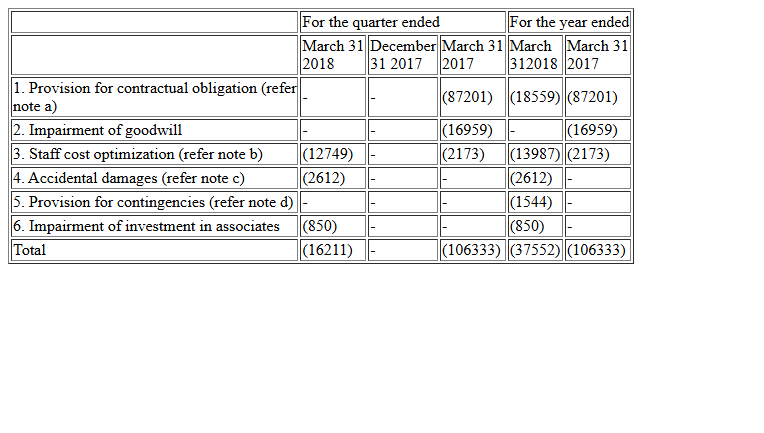 For the quarter ended For the year ended
March 31 2018 December 31 2017 March 31 2017 March 312018 March 31 2017
1. Provision for contractual obligation (refer note a) - - (87201) (18559) (87201)
2. Impairment of goodwill - - (16959) - (16959)
3. Staff cost optimization (refer note b) (12749) - (2173) (13987) (2173)
4. Accidental damages (refer note c) (2612) - - (2612) -
5. Provision for contingencies (refer note d) - - - (1544) -
6. Impairment of investment in associates (850) - - (850) -
Total (16211) - (106333) (37552) (106333)